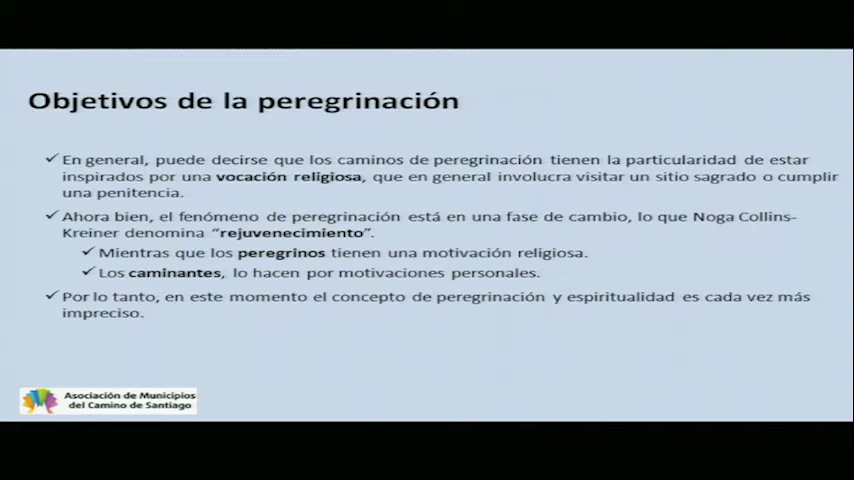 Objetivos de la peregrinación
✓ En general, puede decirse que los caminos de peregrinación tienen la particularidad de estar
inspirados por una vocación religiosa, que en general involucra visitar un sitio sagrado o cumplir
una penitencia.
✓ Ahora bien, el fenómeno de peregrinación está en una fase de cambio, lo que Noga Collins-
Kreiner denomina “rejuvenecimiento”.
✓ Mientras que los peregrinos tienen una motivación religiosa.
✓ Los caminantes, lo hacen por motivaciones personales.
✓ Por lo tanto, en este momento el concepto de peregrinación y espiritualidad es cada vez más
impreciso.
Asociación de Municipios
del Camino de Santiago